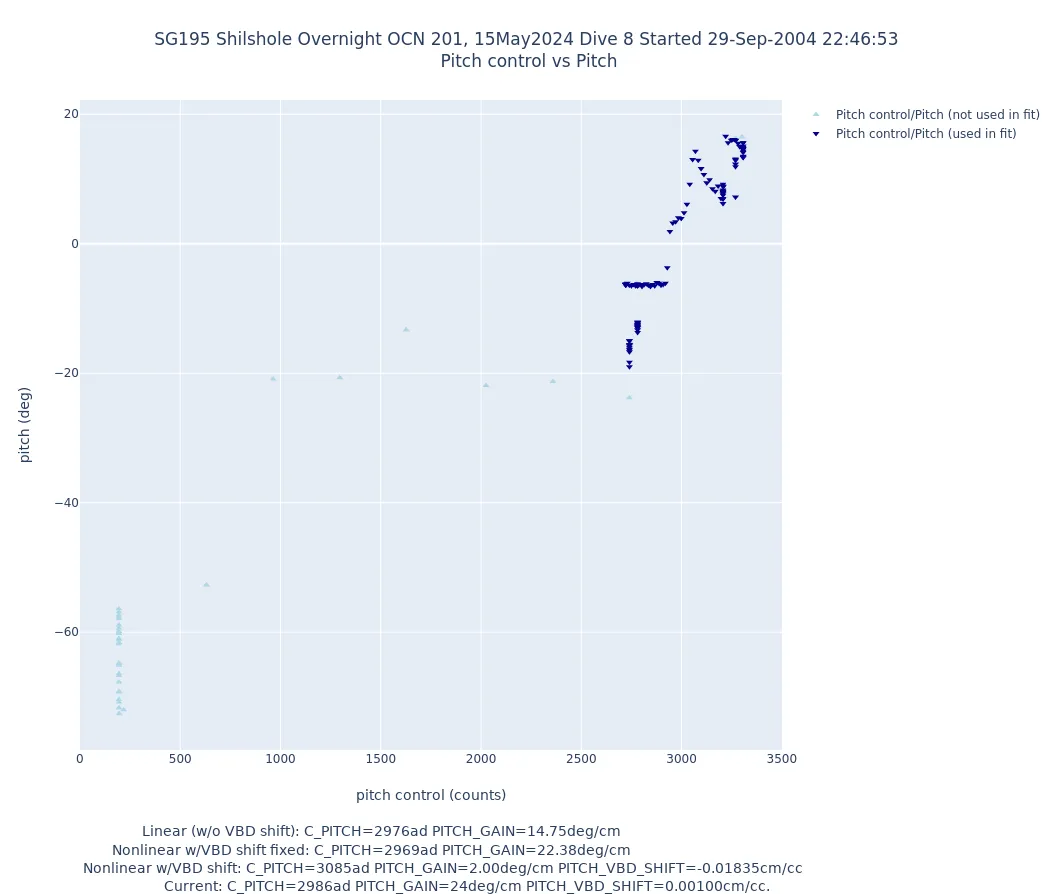 SG195 Shilshole Overnight OCN 201, 15May2024 Dive 8 Started 29-Sep-2004 22:46:53
Pitch control vs Pitch
Pitch control/Pitch (not used in fit)
Pitch control/Pitch (used in fit)
20
0
−20
−40
−60
pitch (deg)
0 500 1000 1500 2000 2500 3000 3500
pitch control (counts)
Linear (w/o VBD shift): C_PITCH=2976ad PITCH_GAIN=14.75deg/cm
Nonlinear w/VBD shift fixed: C_PITCH=2969ad PITCH_GAIN=22.38deg/cm
Nonlinear w/VBD shift: C_PITCH=3085ad PITCH_GAIN=2.00deg/cm PITCH_VBD_SHIFT=-0.01835cm/cc
Current: C_PITCH=2986ad PITCH_GAIN=24deg/cm PITCH_VBD_SHIFT=0.00100cm/cc.